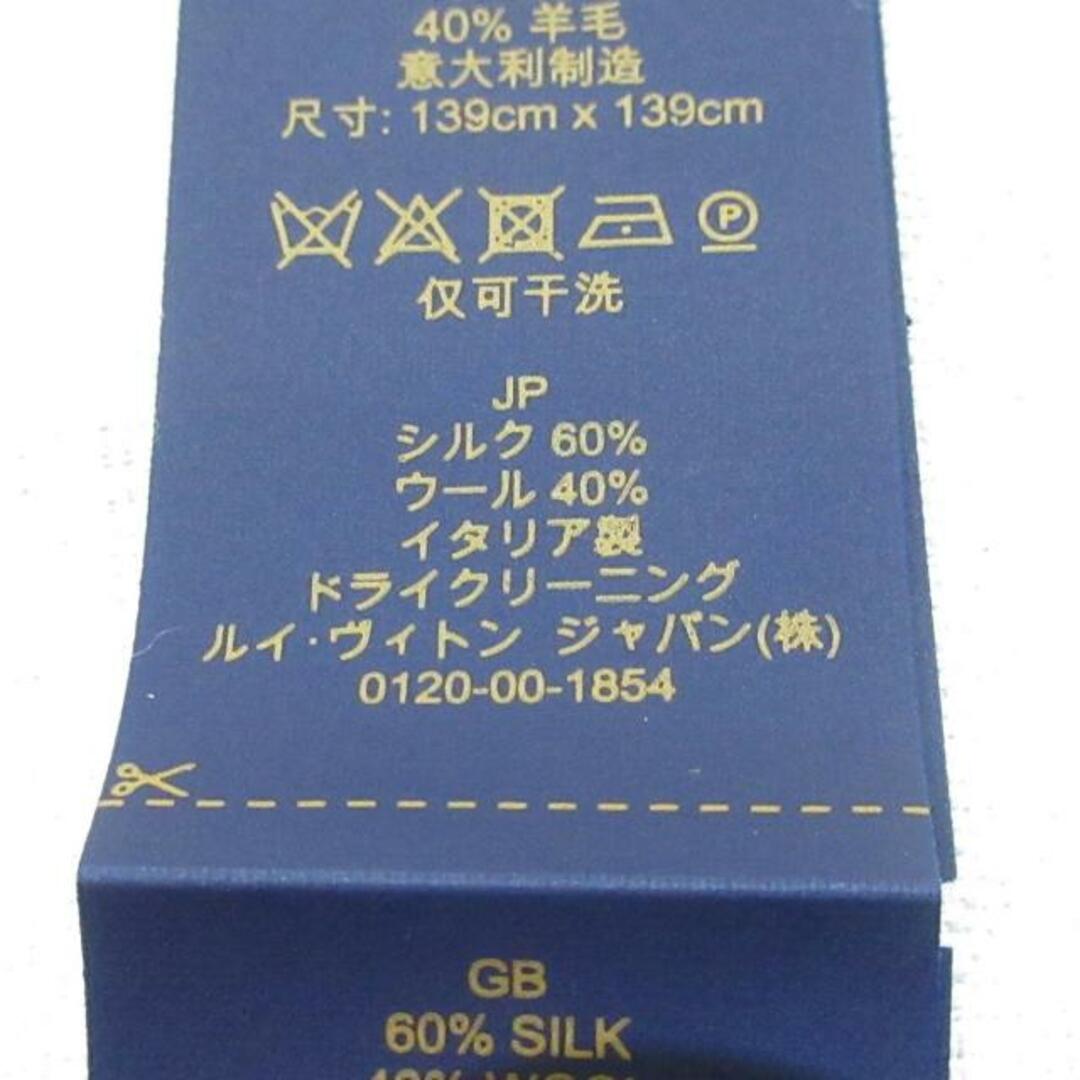 40% 羊毛
意大利制造
尺寸: 139cm x 139cm
P
仅可干洗
JP
シルク 60%
ウール 40%
イタリア製
ドライクリーニング
ルイ・ヴィトン ジャパン(株)
0120-00-1854
GB
60% SILK
40% WOOL